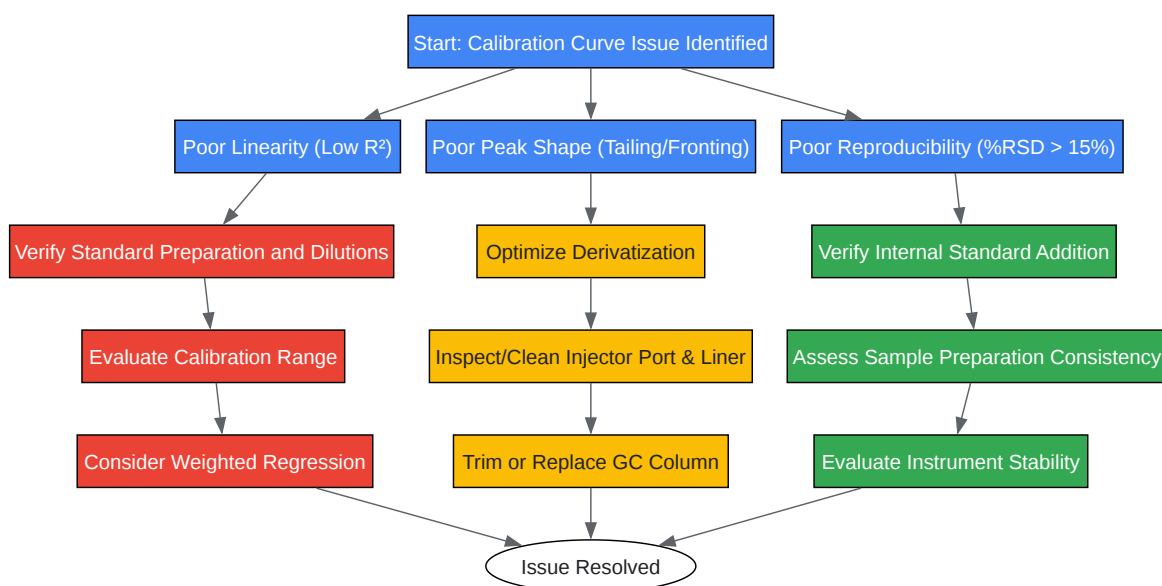 Start: Calibration Curve Issue Identified
Poor Linearity (Low R²)
Poor Peak Shape (Tailing/Fronting)
Poor Reproducibility (%RSD > 15%)
Verify Standard Preparation and Dilutions
Optimize Derivatization
Verify Internal Standard Addition
Evaluate Calibration Range
Inspect/Clean Injector Port & Liner
Assess Sample Preparation Consistency
Consider Weighted Regression
Trim or Replace GC Column
Evaluate Instrument Stability
Issue Resolved